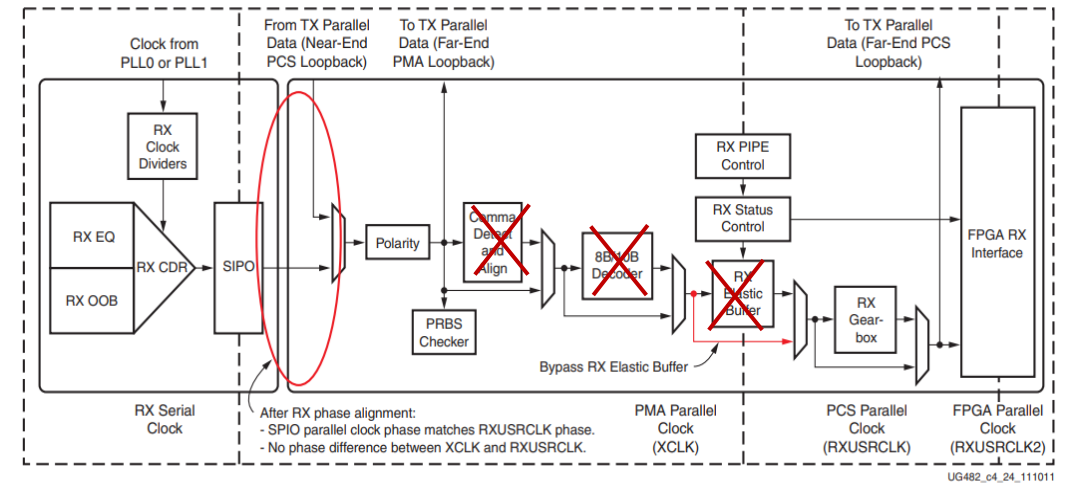 From TX Parallel
Data (Near-End
PCS Loopback)
To TX Parallel
Data (Far-End
PMA Loopback)
To TX Parallel
Data (Far-End PCS
Loopback)
Clock from
PLL0 or PLL1
RX
Clock
Dividers
RX EQ
RX OOB
RX CDR
SIPO
Polarity
Comma
Detect
and
Align
PRBS
Checker
8B/10B
Decoder
RX PIPE
Control
RX Status
Control
RX
Elastic
Buffer
RX
Gear-
box
FPGA RX
Interface
Bypass RX Elastic Buffer
RX Serial
Clock
After RX phase alignment:
- SPIO parallel clock phase matches RXUSRCLK phase.
- No phase difference between XCLK and RXUSRCLK.
PMA Parallel
Clock
(XCLK)
PCS Parallel
Clock
(RXUSRCLK)
FPGA Parallel
Clock
(RXUSRCLK2)
UG482_c4_24_111011